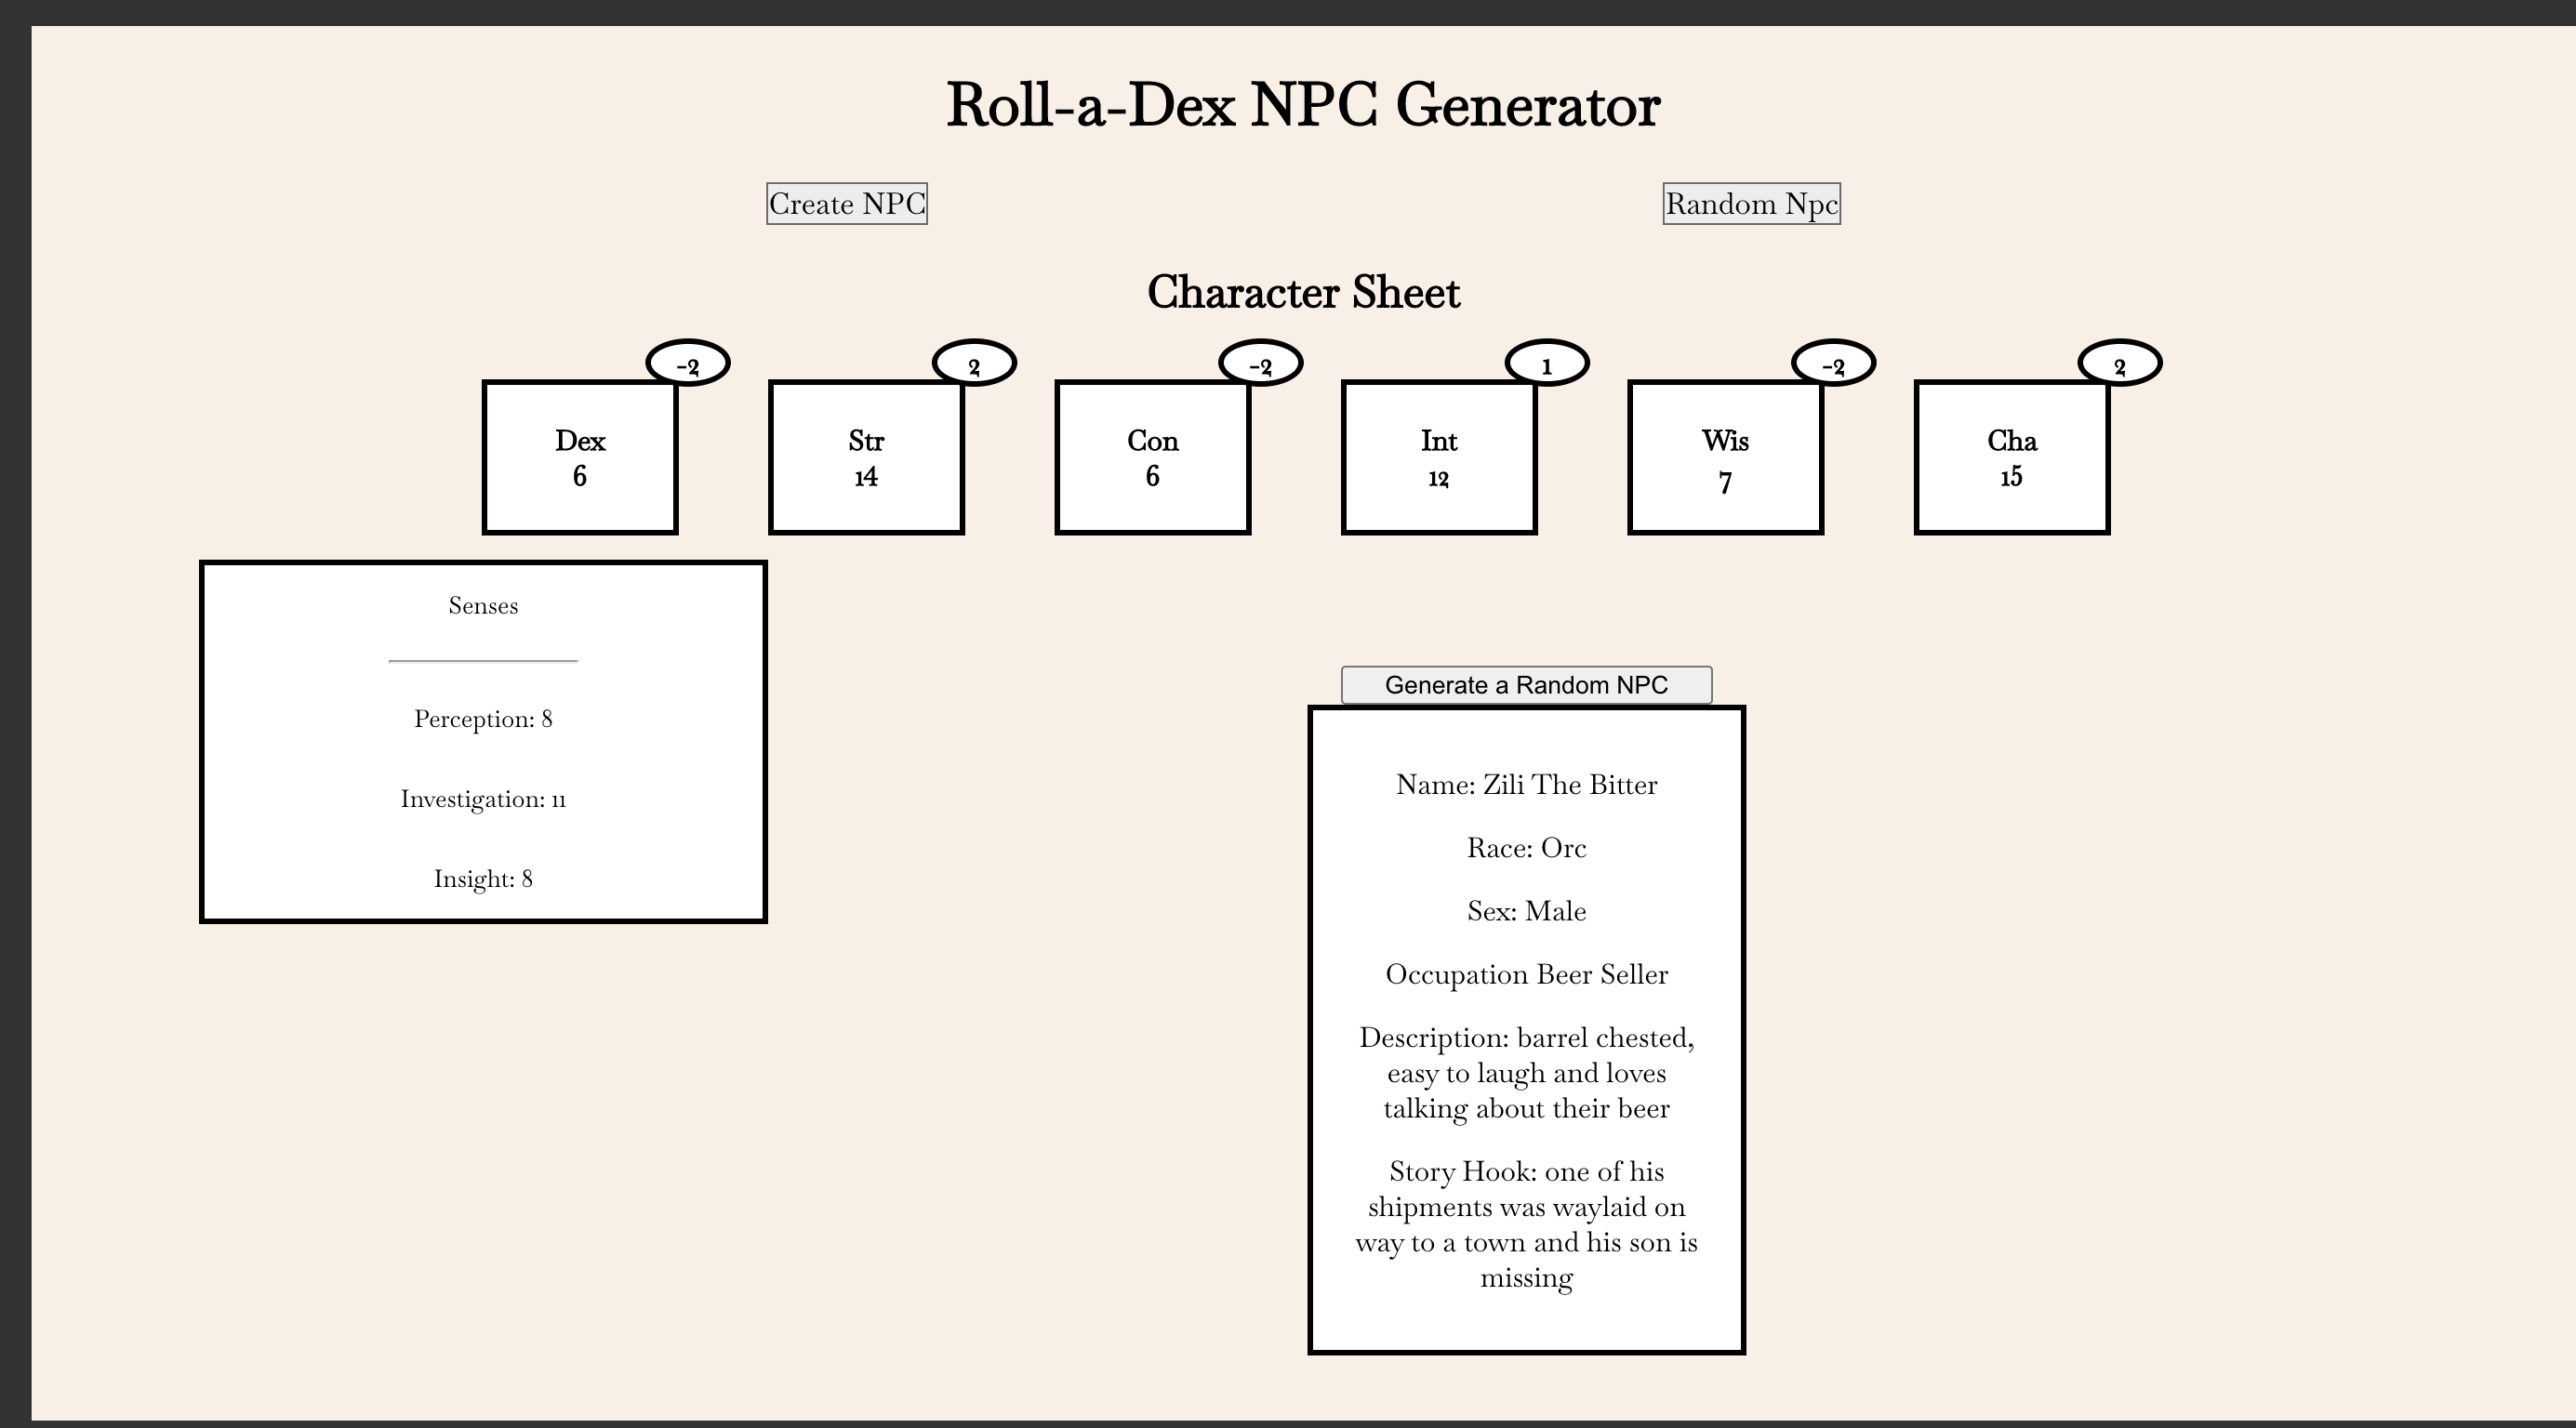 Roll-a-Dex NPC Generator
Create NPC
Random Npc
Character Sheet
-2
2
-2
1
-2
2
Dex
6
Str
14
Con
6
Int
12
Wis
7
Cha
15
Senses
Perception: 8
Investigation: 11
Insight: 8
Generate a Random NPC
Name: Zili The Bitter
Race: Orc
Sex: Male
Occupation Beer Seller
Description: barrel chested,
easy to laugh and loves
talking about their beer
Story Hook: one of his
shipments was waylaid on
way to a town and his son is
missing